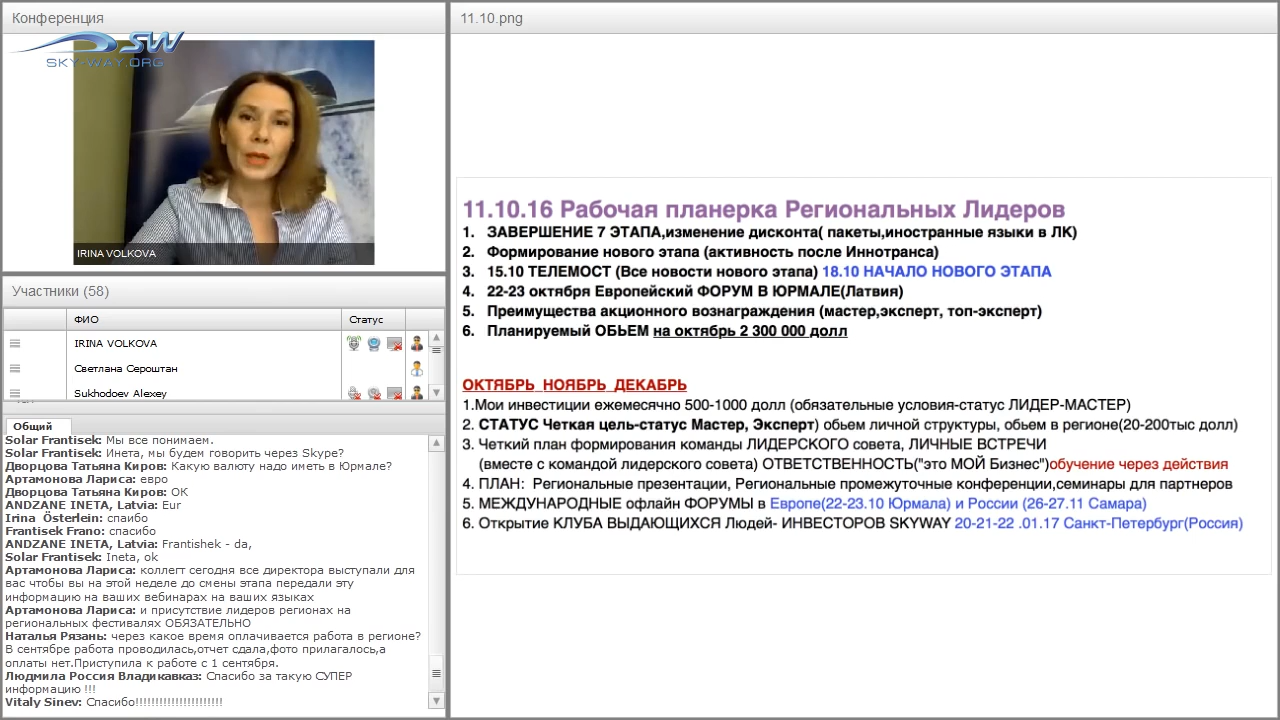 Конференция
SW
SKY-WAY.ORG
IRINA VOLKOVA
Участники (58)
ФИО
Статус
IRINA VOLKOVA
Светлана Сероштан
Sukhodoev Alexey
Общий
Solar Frantisek: Мы все понимаем.
Solar Frantisek: Инета, мы будем говорить через Skype?
Дворцова Татьяна Киров: Какую валюту надо иметь в Юрмале?
Артамонова Лариса: евро
Дворцова Татьяна Киров: ОК
ANDZANE INETA, Latvia: Eur
Irina Österlein: спаибо
Frantisek Frano: спасибо
ANDZANE INETA, Latvia: Frantishek - da,
Solar Frantisek: Ineta, ok
Артамонова Лариса: коллегт сегодня все директора выступали для
вас чтобы вы на этой неделе до смены этапа передали эту
информацию на ваших вебинарах на ваших языках
Артамонова Лариса: и присутствие лидеров регионах на
региональных фестивалях ОБЯЗАТЕЛЬНО
Наталья Рязань: через какое время оплачивается работа в регионе?
В сентябре работа проводилась,отчет сдала,фото прилагалось,а
оплаты нет.Приступила к работе с 1 сентября.
Людмила Россия Владикавказ: Спасибо за такую СУПЕР
информацию !!!
Vitaly Sinev: Спасибо!!!!!!!!!!!!!!!!!!!!!!
11.10.png
11.10.16 Рабочая планерка Региональных Лидеров
1. ЗАВЕРШЕНИЕ 7 ЭТАПА,изменение дисконта( пакеты,иностранные языки в ЛК)
2. Формирование нового этапа (активность после Иннотранса)
3. 15.10 ТЕЛЕМОСТ (Все новости нового этапа) 18.10 НАЧАЛО НОВОГО ЭТАПА
4. 22-23 октября Европейский ФОРУМ В ЮРМАЛЕ(Латвия)
5. Преимущества акционного вознаграждения (мастер,эксперт, топ-эксперт)
6. Планируемый ОБЬЕМ на октябрь 2 300 000 долл
ОКТЯБРЬ НОЯБРЬ ДЕКАБРЬ
1.Мои инвестиции ежемесячно 500-1000 долл (обязательные условия-статус ЛИДЕР-МАСТЕР)
2. СТАТУС Четкая цель-статус Мастер, Эксперт) обьем личной структуры, обьем в регионе(20-200тыс долл)
3. Четкий план формирования команды ЛИДЕРСКОГО совета, ЛИЧНЫЕ ВСТРЕЧИ
(вместе с командой лидерского совета) ОТВЕТСТВЕННОСТЬ("это МОЙ Бизнес")обучение через действия
4. ПЛАН: Региональные презентации, Региональные промежуточные конференции,семинары для партнеров
5. МЕЖДУНАРОДНЫЕ офлайн ФОРУМЫ в Европе(22-23.10 Юрмала) и России (26-27.11 Самара)
6. Открытие КЛУБА ВЫДАЮЩИХСЯ Людей- ИНВЕСТОРОВ SKYWAY 20-21-22 .01.17 Санкт-Петербург(Россия)